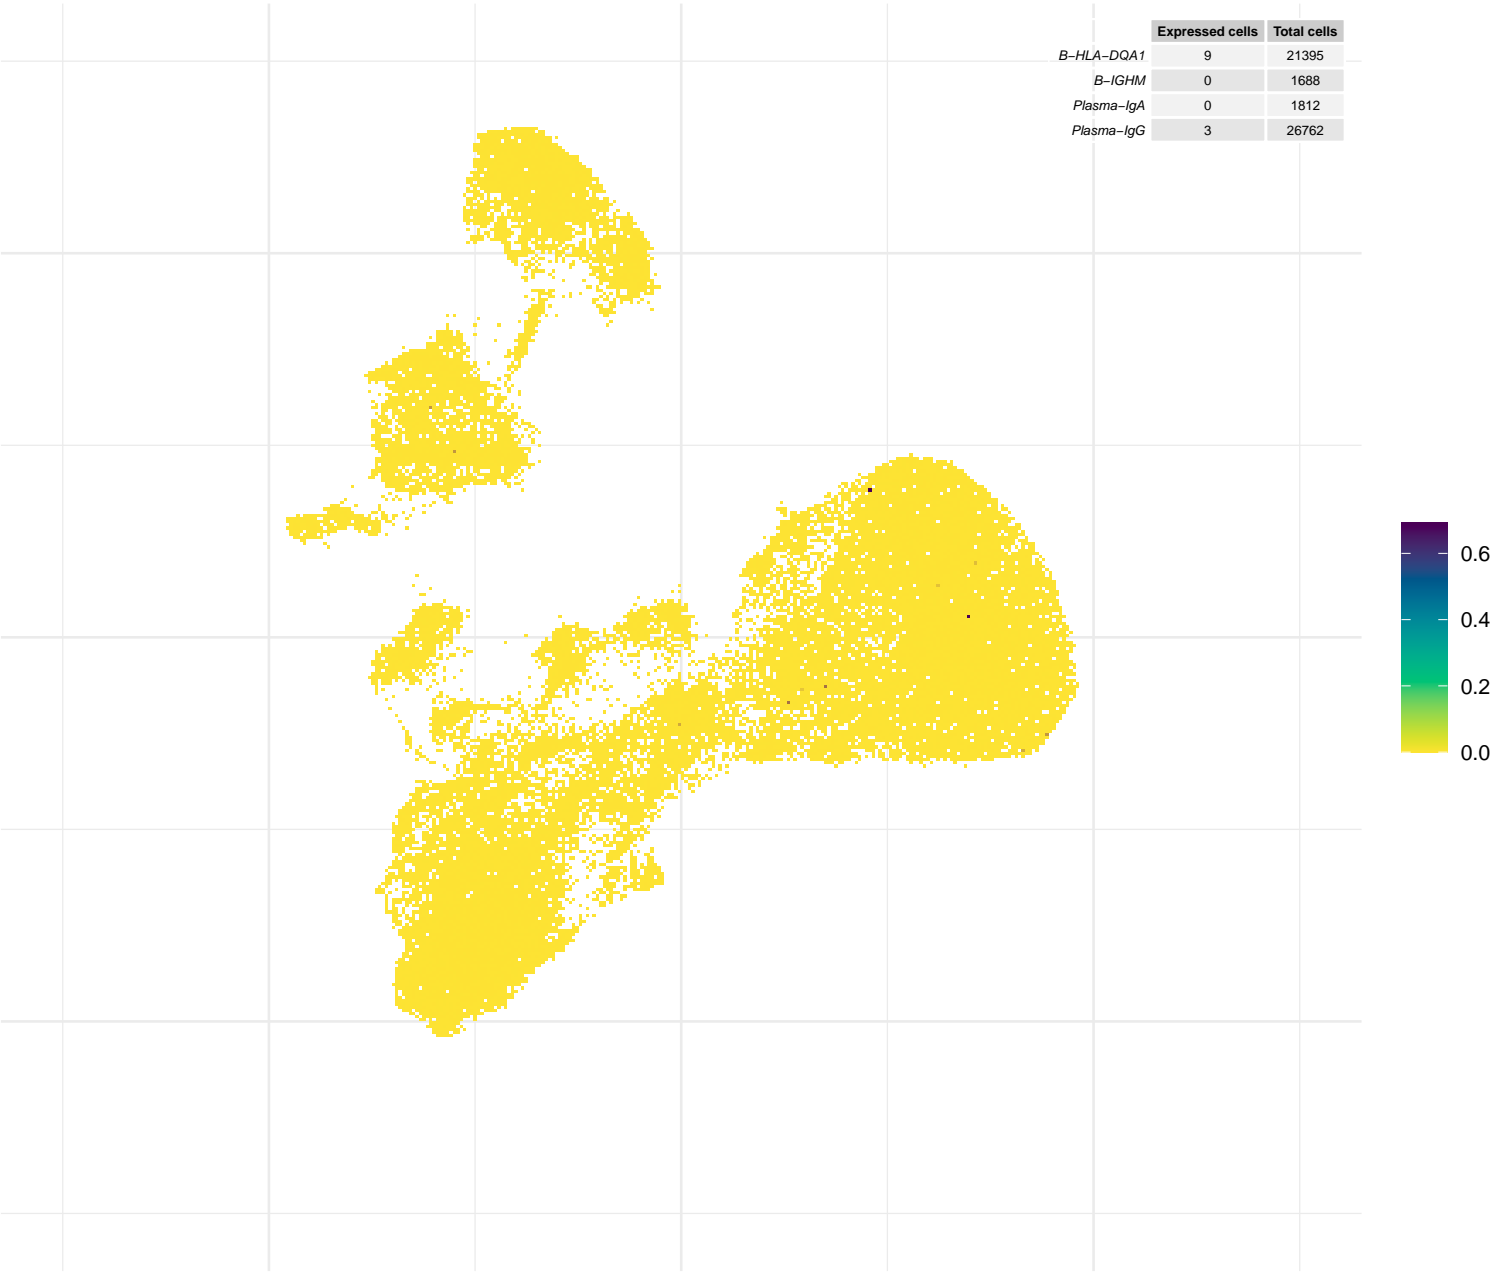 Expressed cells Total cells
B−HLA−DQA1 9 21395
B−IGHM 0 1688
Plasma−IgA 0 1812
Plasma−IgG 3 26762
0.6
0.4
0.2
0.0